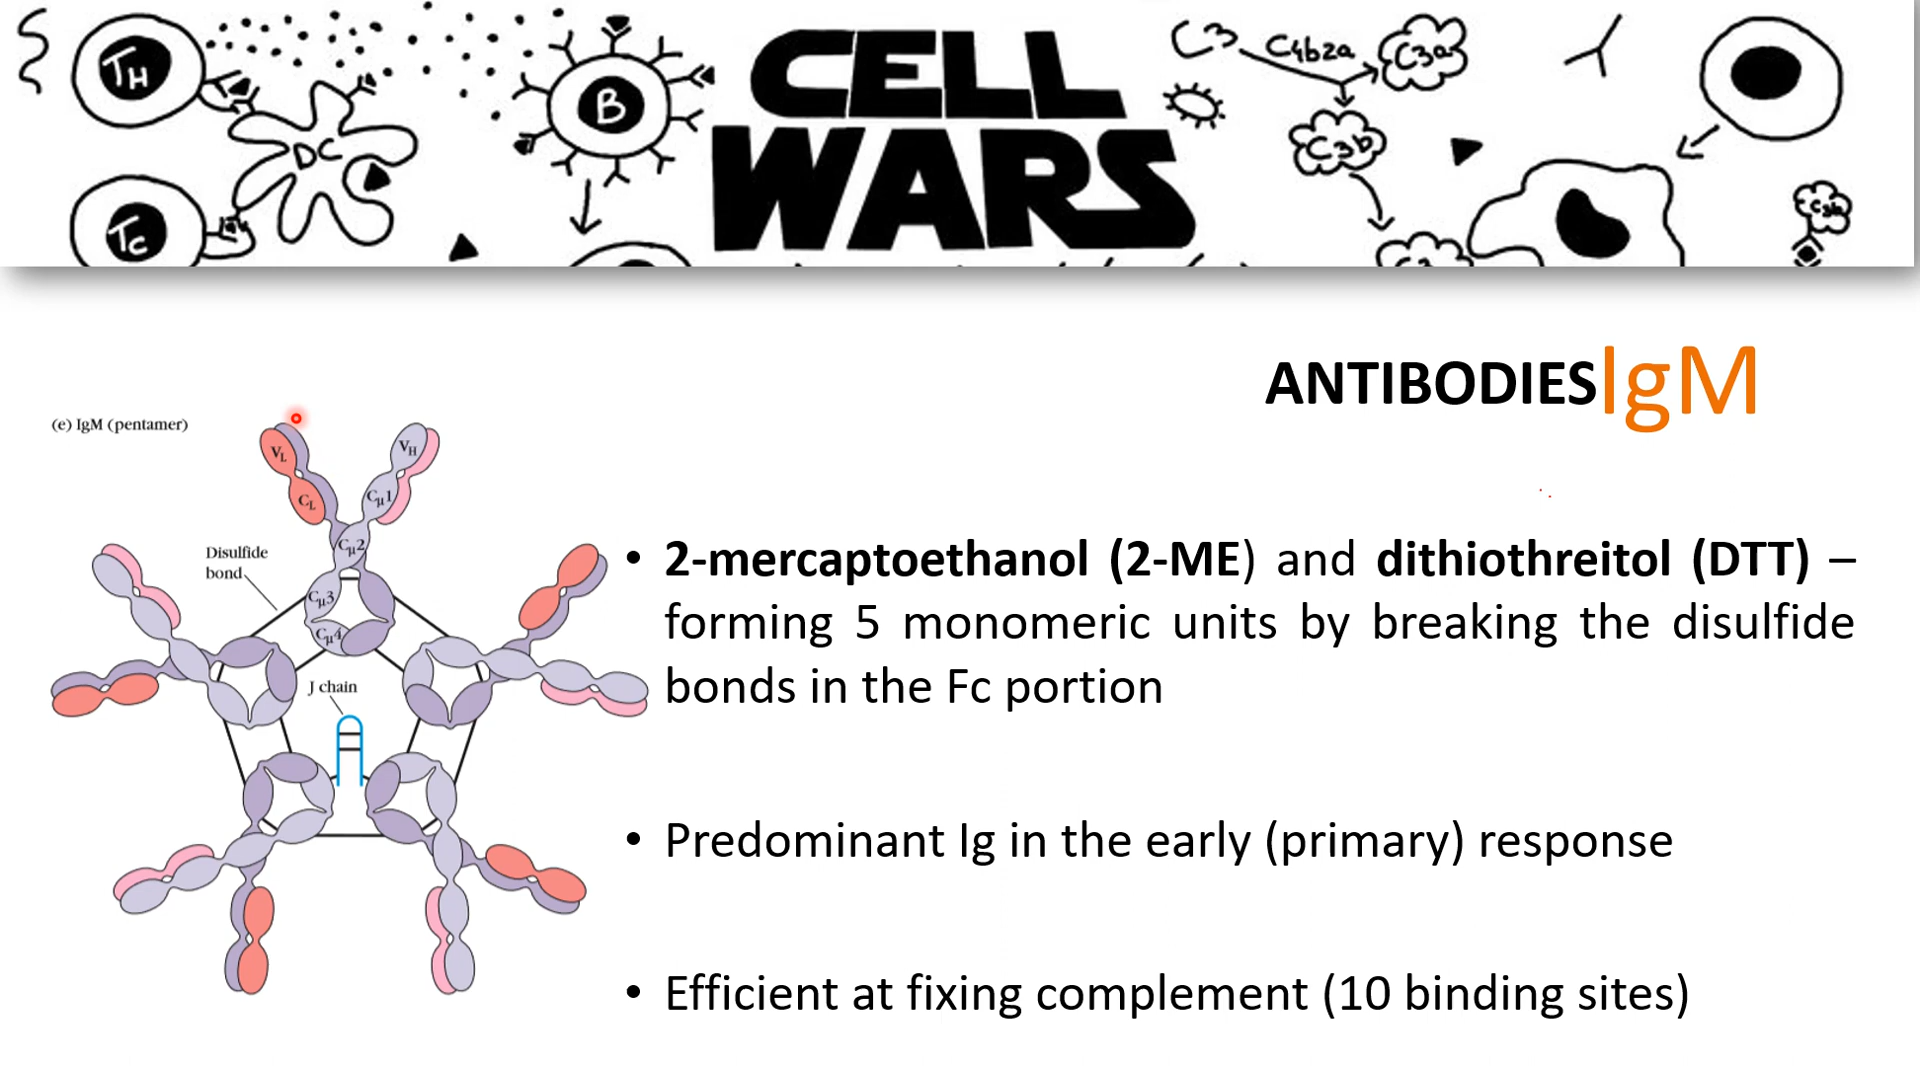 TH
DC
TC
B
CELL
WARS
C3
C4b2a
C3a
C3b
ANTIBODIES IgM
(e) IgM (pentamer)
VL
CL
VH
Cμ1
Cμ2
Cμ3
Cμ4
Disulfide
bond
J chain
• 2-mercaptoethanol (2-ME) and dithiothreitol (DTT) –
forming 5 monomeric units by breaking the disulfide
bonds in the Fc portion
• Predominant Ig in the early (primary) response
• Efficient at fixing complement (10 binding sites)